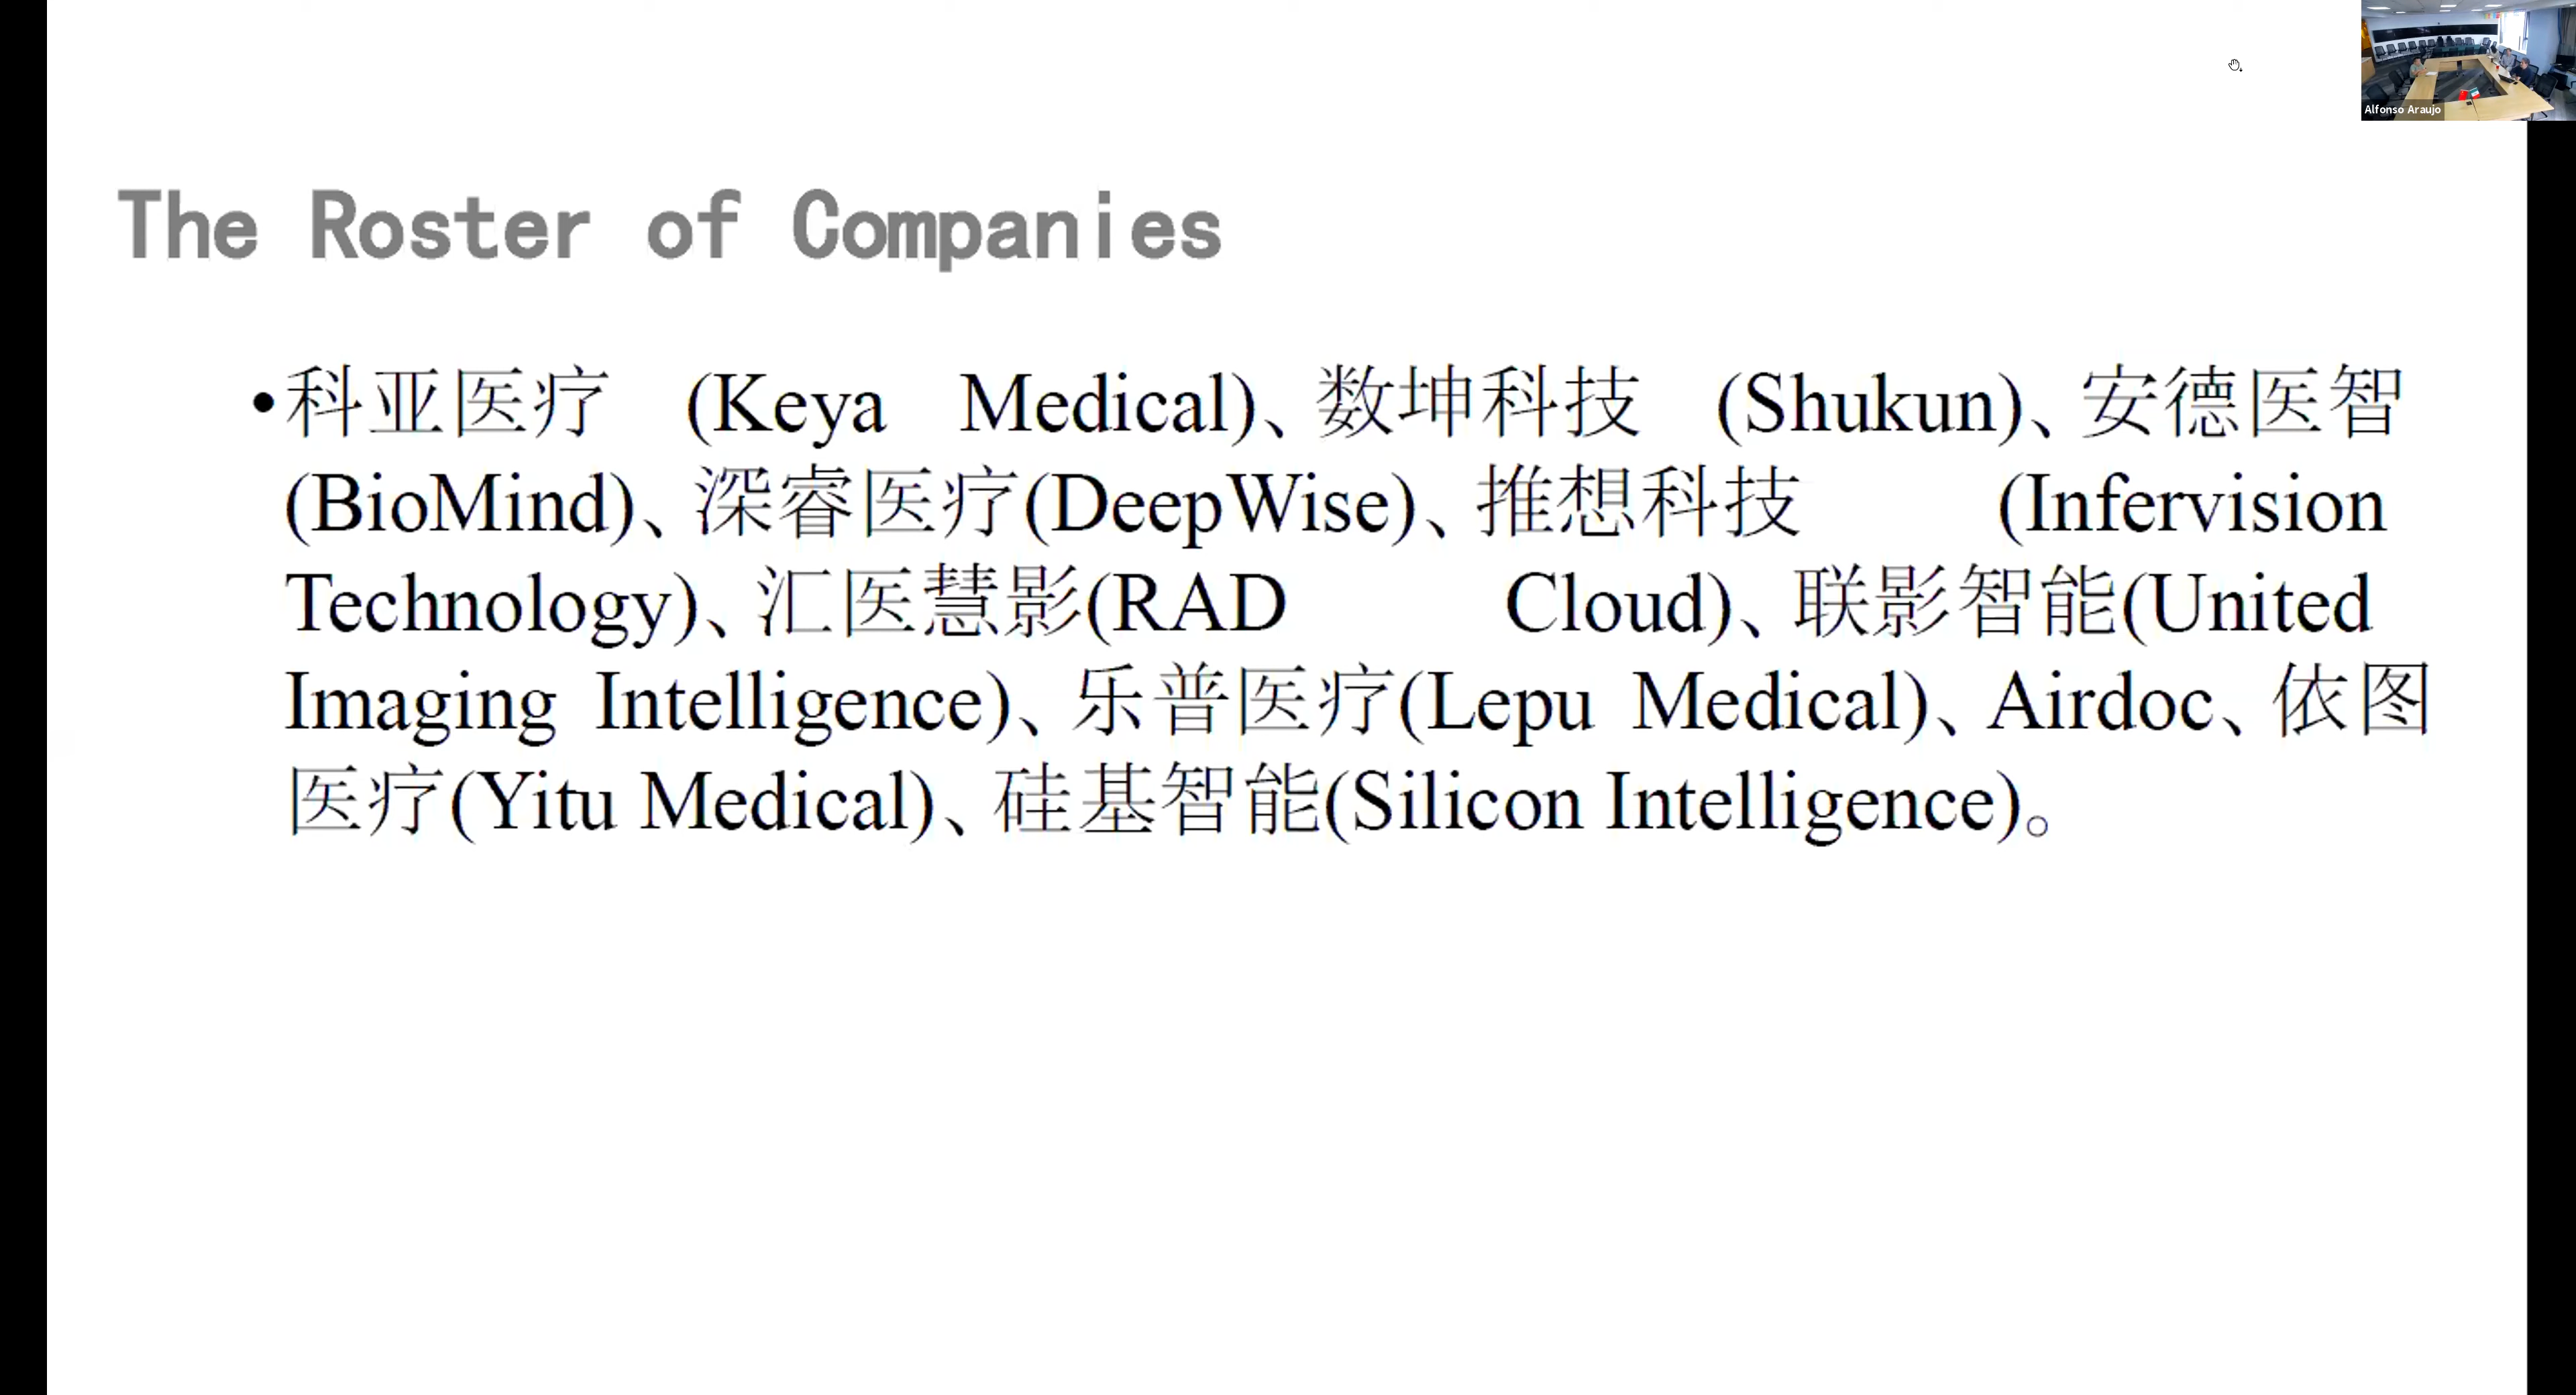 Alfonso Araujo
The Roster of Companies
•科亚医疗 (Keya Medical)、数坤科技 (Shukun)、安德医智
(BioMind)、深睿医疗(DeepWise)、推想科技 (Infervision
Technology)、汇医慧影(RAD Cloud)、联影智能(United
Imaging Intelligence)、乐普医疗(Lepu Medical)、Airdoc、依图
医疗(Yitu Medical)、硅基智能(Silicon Intelligence)。